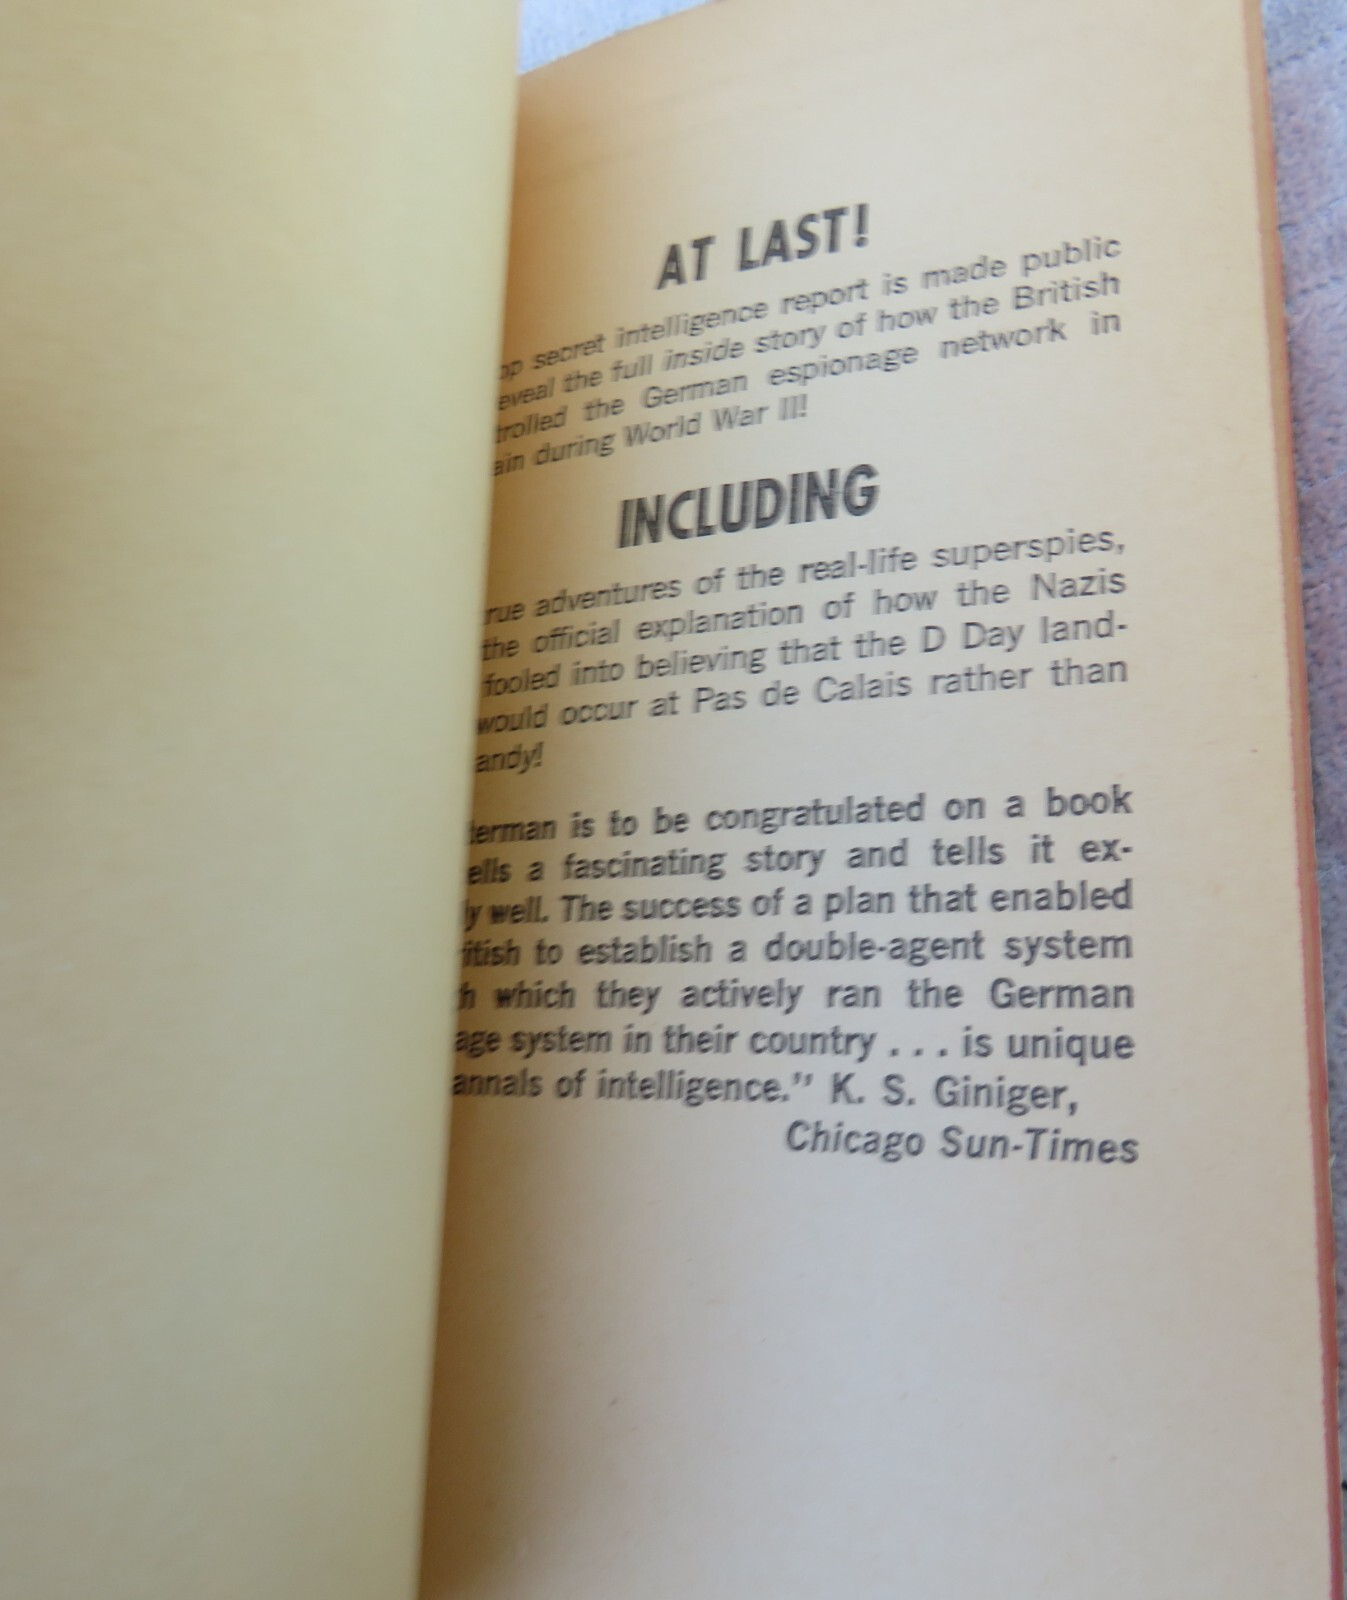 AT LAST!
secret intelligence report is made public
the full inside story of how the British
the German espionage network in
during World War II!
INCLUDING
adventures of the real-life superspies,
the official explanation of how the Nazis
fooled into believing that the D Day land-
would occur at Pas de Calais rather than
andy!
erman is to be congratulated on a book
ells a fascinating story and tells it ex-
y well. The success of a plan that enabled
itish to establish a double-agent system
h which they actively ran the German
age system in their country . . . is unique
annals of intelligence." K. S. Giniger,
Chicago Sun-Times